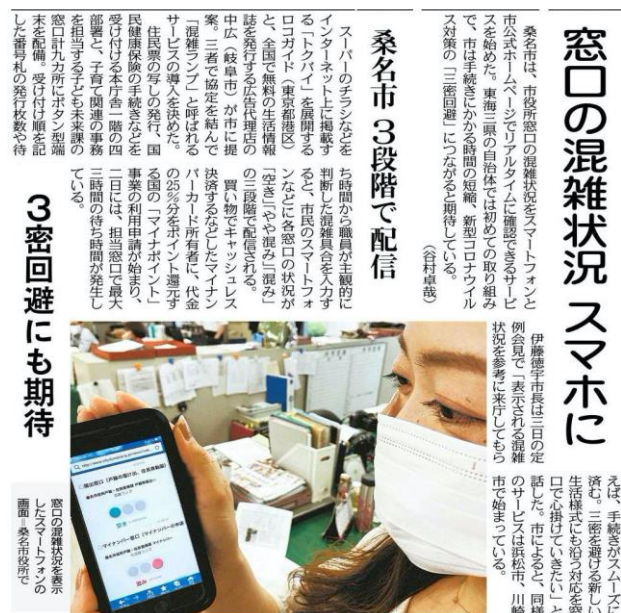 窓口の混雑状況 スマホに
桑名市 3段階で配信
3密回避にも期待
桑名市は、市役所窓口の混雑状況をスマートフォンと
市公式ホームページでリアルタイムに確認できるサービ
スを始めた。東海三県の自治体では初めての取り組み
で、市は手続きにかかる時間の短縮、新型コロナウイル
ス対策の「三密回避」につながると期待している。
(谷村卓哉)
スーパーのチラシなどを
インターネット上に掲載す
る「トクバイ」を展開する
ロコガイド(東京都港区)
と、全国で無料の生活情報
誌を発行する広告代理店の
中広(岐阜市)が市に提
案。三者で協定を結んで
「混雑ランプ」と呼ばれる
サービスの導入を決めた。
住民票の写しの発行、国
民健康保険の手続きなどを
受け付ける本庁舎一階の四
部署と、子育て関連の事務
を担当する子ども未来課の
窓口計九カ所にボタン型端
末を配備。受け付け順を記
した番号札の発行枚数や待
ち時間から職員が主観的に
判断した混雑具合を入力す
ると、市民のスマートフォ
ンなどに各窓口の状況が
「空き」「やや混み」「混み」
の三段階で配信される。
買い物でキャッシュレス
決済するなどしたマイナン
バーカード所有者に、代金
の25%分をポイント還元す
る国の「マイナポイント」
事業の利用申請が始まり、
二日には、担当窓口で最大
三時間の待ち時間が発生し
ている。
伊藤徳宇市長は三日の定
例会見で「表示される混雑
状況を参考に来庁してもら
えば、手続きがスムーズに
済む。三密を避ける新し
生活様式にも沿う対応を窓
口で心掛けていきたい」と
話した。市によると、同
のサービスは浜松市、川崎
市で始まっている。
窓口の混雑状況を表示
したスマートフォンの
画面=桑名市役所で